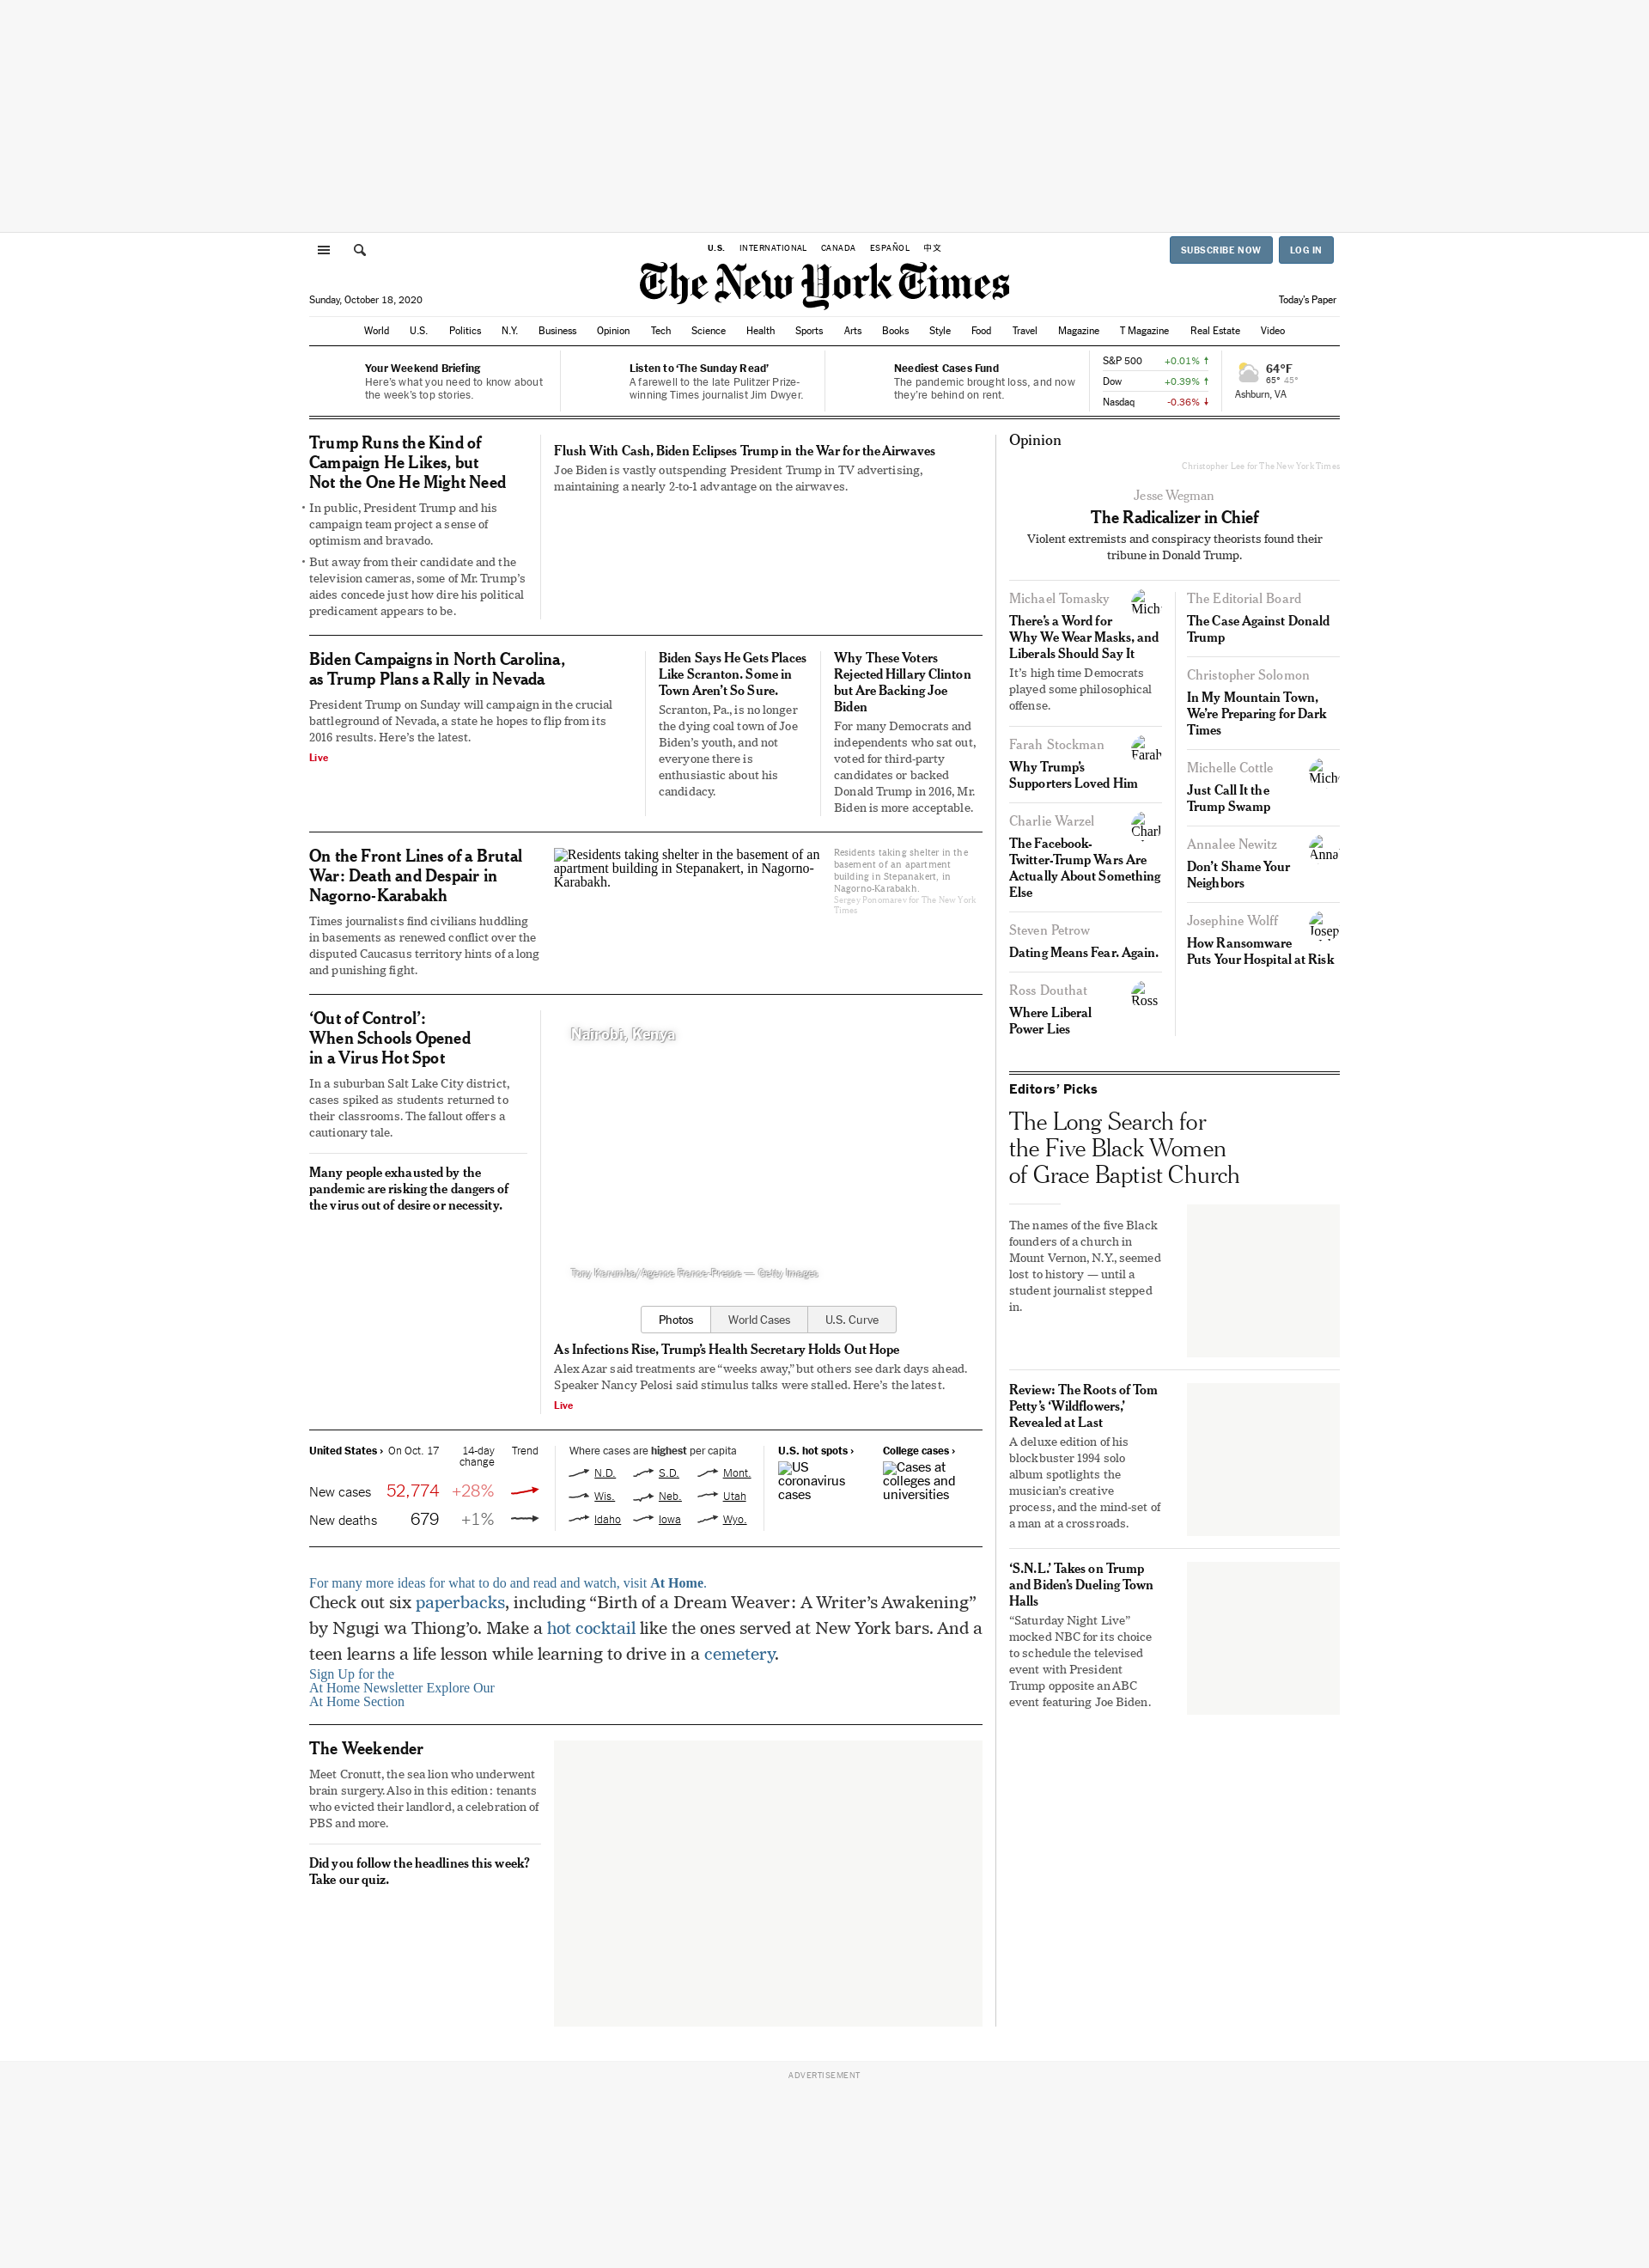 U.S. INTERNATIONAL CANADA ESPAÑOL 中文
SUBSCRIBE NOW
LOG IN
The New York Times
Sunday, October 18, 2020
Today's Paper
World U.S. Politics N.Y. Business Opinion Tech Science Health Sports Arts Books Style Food Travel Magazine T Magazine Real Estate Video
Your Weekend Briefing
Here's what you need to know about
the week's top stories.
Listen to ‘The Sunday Read’
A farewell to the late Pulitzer Prize-
winning Times journalist Jim Dwyer.
Neediest Cases Fund
The pandemic brought loss, and now
they're behind on rent.
S&P 500 +0.01%
Dow +0.39%
Nasdaq -0.36%
64°F
65° 45°
Ashburn, VA
Trump Runs the Kind of
Campaign He Likes, but
Not the One He Might Need
• In public, President Trump and his
campaign team project a sense of
optimism and bravado.
• But away from their candidate and the
television cameras, some of Mr. Trump’s
aides concede just how dire his political
predicament appears to be.
Flush With Cash, Biden Eclipses Trump in the War for the Airwaves
Joe Biden is vastly outspending President Trump in TV advertising,
maintaining a nearly 2-to-1 advantage on the airwaves.
Biden Campaigns in North Carolina,
as Trump Plans a Rally in Nevada
President Trump on Sunday will campaign in the crucial
battleground of Nevada, a state he hopes to flip from its
2016 results. Here’s the latest.
Live
Biden Says He Gets Places
Like Scranton. Some in
Town Aren’t So Sure.
Scranton, Pa., is no longer
the dying coal town of Joe
Biden’s youth, and not
everyone there is
enthusiastic about his
candidacy.
Why These Voters
Rejected Hillary Clinton
but Are Backing Joe
Biden
For many Democrats and
independents who sat out,
voted for third-party
candidates or backed
Donald Trump in 2016, Mr.
Biden is more acceptable.
On the Front Lines of a Brutal
War: Death and Despair in
Nagorno-Karabakh
Times journalists find civilians huddling
in basements as renewed conflict over the
disputed Caucasus territory hints of a long
and punishing fight.
Residents taking shelter in the basement of an
apartment building in Stepanakert, in Nagorno-
Karabakh.
Residents taking shelter in the
basement of an apartment
building in Stepanakert, in
Nagorno-Karabakh.
Sergey Ponomarev for The New York
Times
‘Out of Control’:
When Schools Opened
in a Virus Hot Spot
In a suburban Salt Lake City district,
cases spiked as students returned to
their classrooms. The fallout offers a
cautionary tale.
Many people exhausted by the
pandemic are risking the dangers of
the virus out of desire or necessity.
Nairobi, Kenya
Tony Karumba/Agence France-Presse — Getty Images
Photos World Cases U.S. Curve
As Infections Rise, Trump’s Health Secretary Holds Out Hope
Alex Azar said treatments are “weeks away,” but others see dark days ahead.
Speaker Nancy Pelosi said stimulus talks were stalled. Here’s the latest.
Live
United States › On Oct. 17 14-day
change Trend
New cases 52,774 +28%
New deaths 679 +1%
Where cases are highest per capita
N.D. S.D. Mont.
Wis. Neb. Utah
Idaho Iowa Wyo.
U.S. hot spots ›
US
coronavirus
cases
College cases ›
Cases at
colleges and
universities
For many more ideas for what to do and read and watch, visit At Home.
Check out six paperbacks, including “Birth of a Dream Weaver: A Writer’s Awakening”
by Ngugi wa Thiong’o. Make a hot cocktail like the ones served at New York bars. And a
teen learns a life lesson while learning to drive in a cemetery.
Sign Up for the
At Home Newsletter Explore Our
At Home Section
The Weekender
Meet Cronutt, the sea lion who underwent
brain surgery. Also in this edition: tenants
who evicted their landlord, a celebration of
PBS and more.
Did you follow the headlines this week?
Take our quiz.
Opinion
Christopher Lee for The New York Times
Jesse Wegman
The Radicalizer in Chief
Violent extremists and conspiracy theorists found their
tribune in Donald Trump.
Michael Tomasky
Mich
There’s a Word for
Why We Wear Masks, and
Liberals Should Say It
It’s high time Democrats
played some philosophical
offense.
Farah Stockman
Farah
Why Trump’s
Supporters Loved Him
Charlie Warzel
Charl
The Facebook-
Twitter-Trump Wars Are
Actually About Something
Else
Steven Petrow
Dating Means Fear. Again.
Ross Douthat
Ross
Where Liberal
Power Lies
The Editorial Board
The Case Against Donald
Trump
Christopher Solomon
In My Mountain Town,
We’re Preparing for Dark
Times
Michelle Cottle
Mich
Just Call It the
Trump Swamp
Annalee Newitz
Anna
Don’t Shame Your
Neighbors
Josephine Wolff
Josep
How Ransomware
Puts Your Hospital at Risk
Editors’ Picks
The Long Search for
the Five Black Women
of Grace Baptist Church
The names of the five Black
founders of a church in
Mount Vernon, N.Y., seemed
lost to history — until a
student journalist stepped
in.
Review: The Roots of Tom
Petty’s ‘Wildflowers,’
Revealed at Last
A deluxe edition of his
blockbuster 1994 solo
album spotlights the
musician’s creative
process, and the mind-set of
a man at a crossroads.
‘S.N.L.’ Takes on Trump
and Biden’s Dueling Town
Halls
“Saturday Night Live”
mocked NBC for its choice
to schedule the televised
event with President
Trump opposite an ABC
event featuring Joe Biden.
ADVERTISEMENT